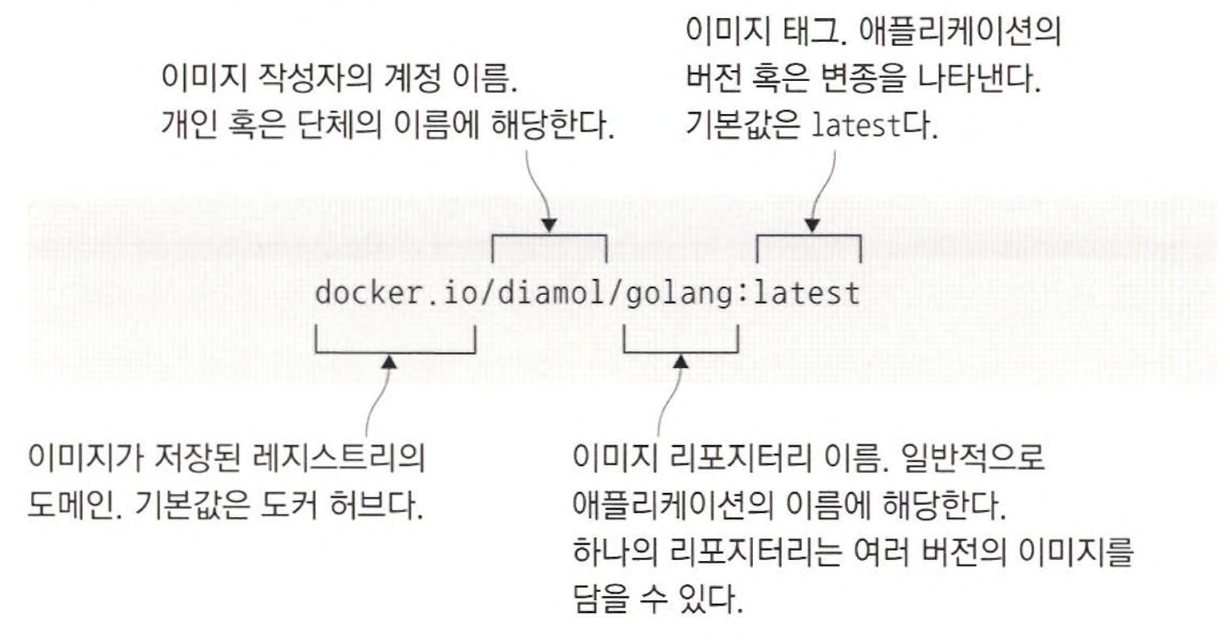 이미지 작성자의 계정 이름.
개인 혹은 단체의 이름에 해당한다.
이미지 태그. 애플리케이션의
버전 혹은 변종을 나타낸다.
기본값은 latest다.
docker.io/diamol/golang:latest
이미지가 저장된 레지스트리의
도메인. 기본값은 도커 허브다.
이미지 리포지터리 이름. 일반적으로
애플리케이션의 이름에 해당한다.
하나의 리포지터리는 여러 버전의 이미지를
담을 수 있다.